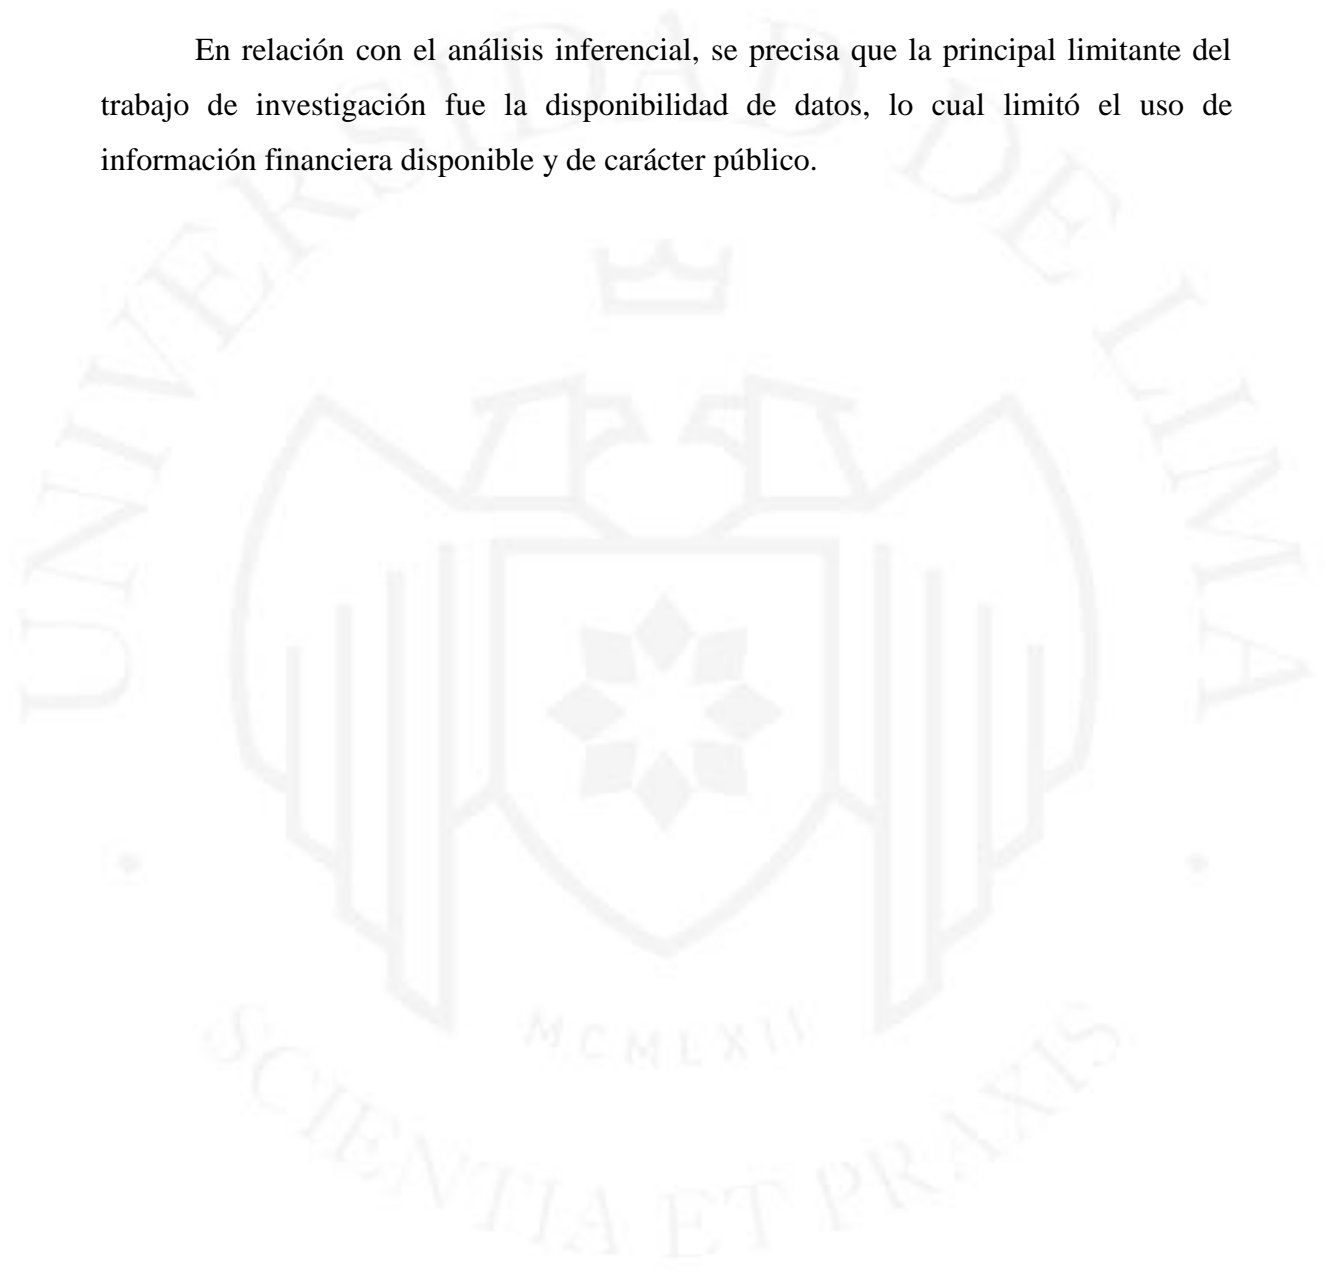 En relación con el análisis inferencial, se precisa que la principal limitante del
trabajo de investigación fue la disponibilidad de datos, lo cual limitó el uso de
información financiera disponible y de carácter público.
UNIVERSIDAD DE LIMA
MCMLXII
SCIENTIA ET PRAXIS